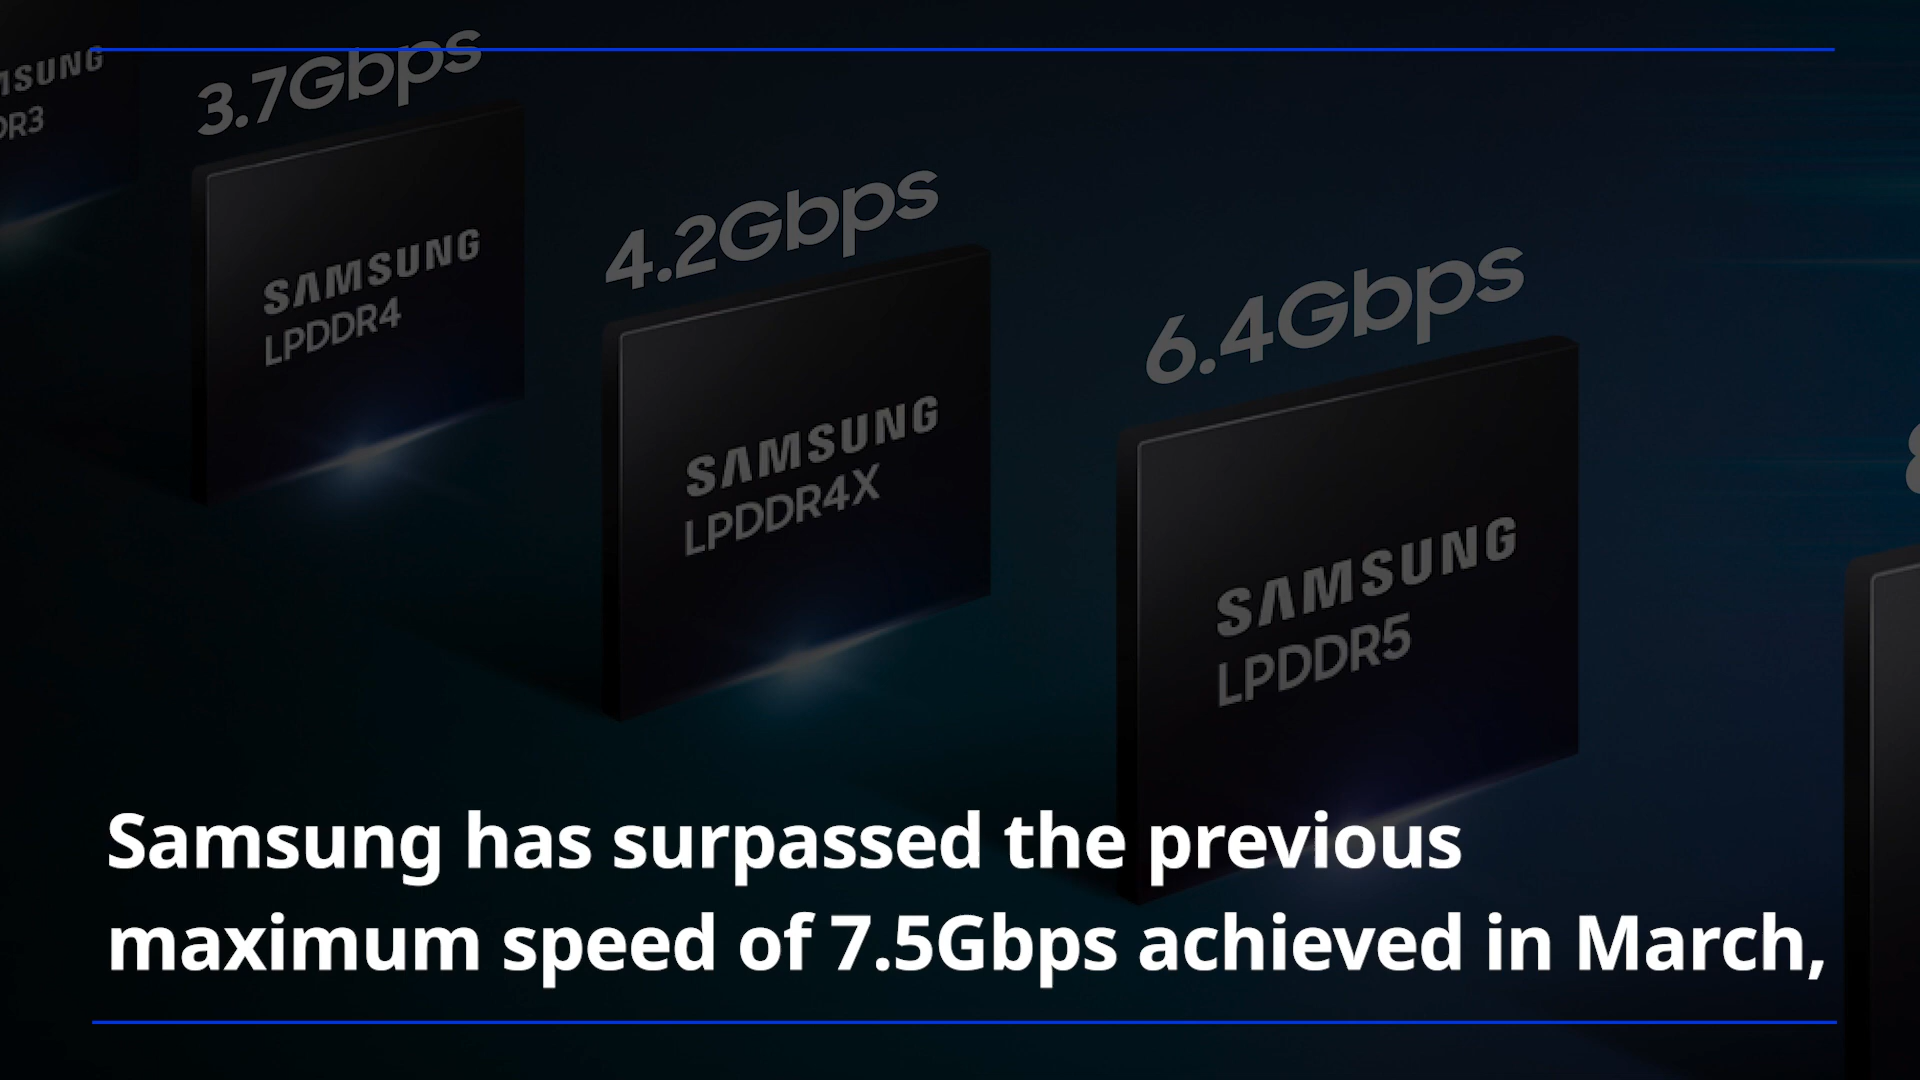 3.7Gbps
SAMSUNG
LPDDR4
4.2Gbps
SAMSUNG
LPDDR4X
6.4Gbps
SAMSUNG
LPDDR5
Samsung has surpassed the previous
maximum speed of 7.5Gbps achieved in March,